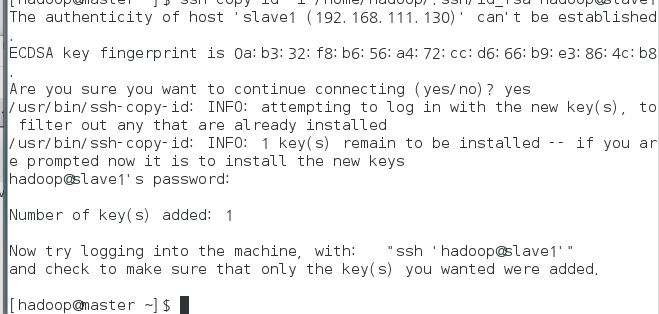 [hadoop@master ~]$ ssh-copy-id -i /home/hadoop/.ssh/id_rsa hadoop@slave1
The authenticity of host 'slave1 (192.168.111.130)' can't be established
.
ECDSA key fingerprint is 0a:b3:32:f8:b6:56:a4:72:cc:d6:66:b9:e3:86:4c:b8
.
Are you sure you want to continue connecting (yes/no)? yes
/usr/bin/ssh-copy-id: INFO: attempting to log in with the new key(s), to
 filter out any that are already installed
/usr/bin/ssh-copy-id: INFO: 1 key(s) remain to be installed -- if you ar
e prompted now it is to install the new keys
hadoop@slave1's password:
Number of key(s) added: 1
Now try logging into the machine, with:   "ssh 'hadoop@slave1'"
and check to make sure that only the key(s) you wanted were added.
[hadoop@master ~]$